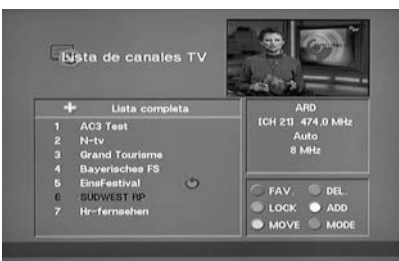 Lista de canales TV
Lista completa
1 AC3 Test
2 N-tv
3 Grand Tourisme
4 Bayerisches FS
5 EinsFestival
6 SÜDWEST RP
7 Hr-fernsehen
ARD
[CH 21] 474.0 MHz
Auto
8 MHz
FAV. DEL.
LOCK ADD
MOVE MODE